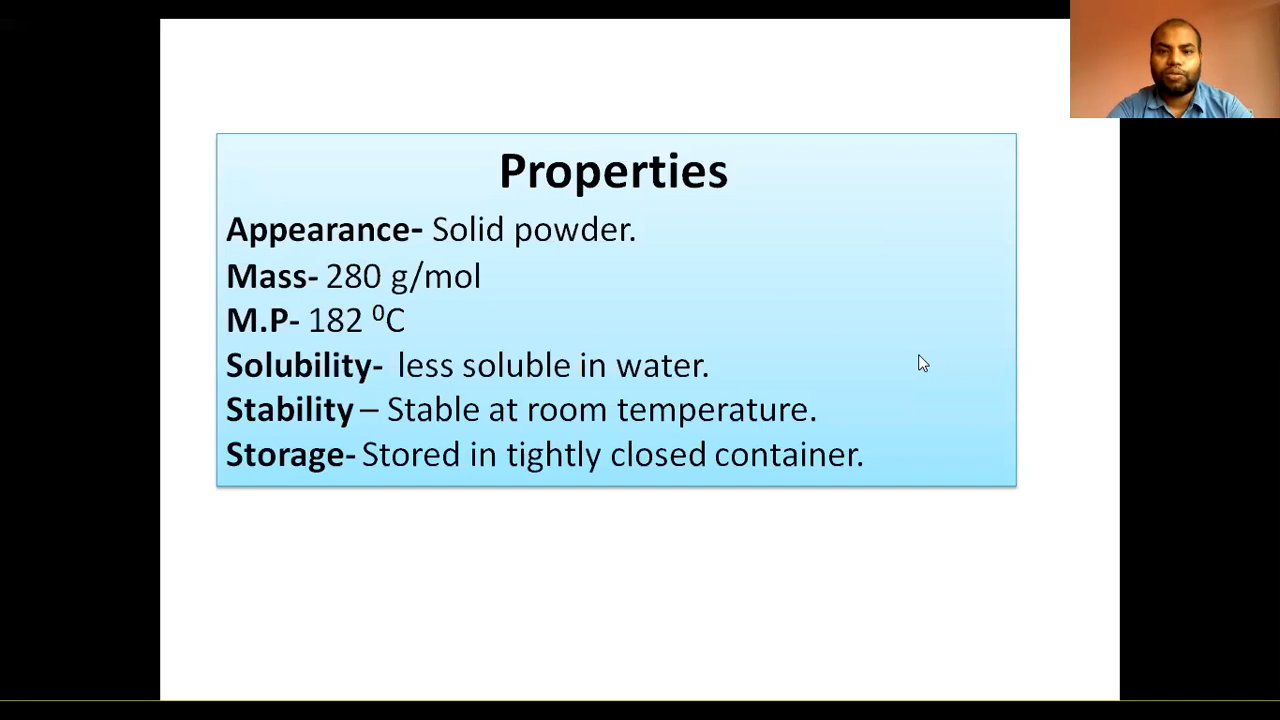 Properties
Appearance- Solid powder.
Mass- 280 g/mol
M.P- 182 ⁰C
Solubility- less soluble in water.
Stability – Stable at room temperature.
Storage- Stored in tightly closed container.